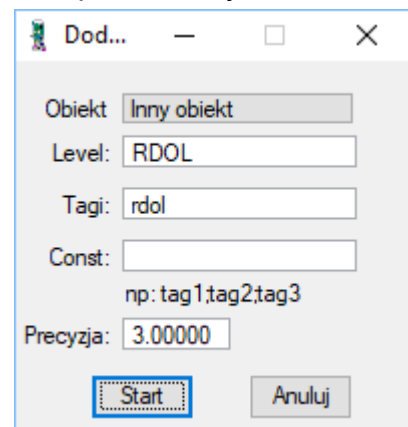 Dod...
Obiekt Inny obiekt
Level: RDOL
Tagi: rdol
Const:
np: tag1;tag2;tag3
Precyzja: 3.00000
Start Anuluj